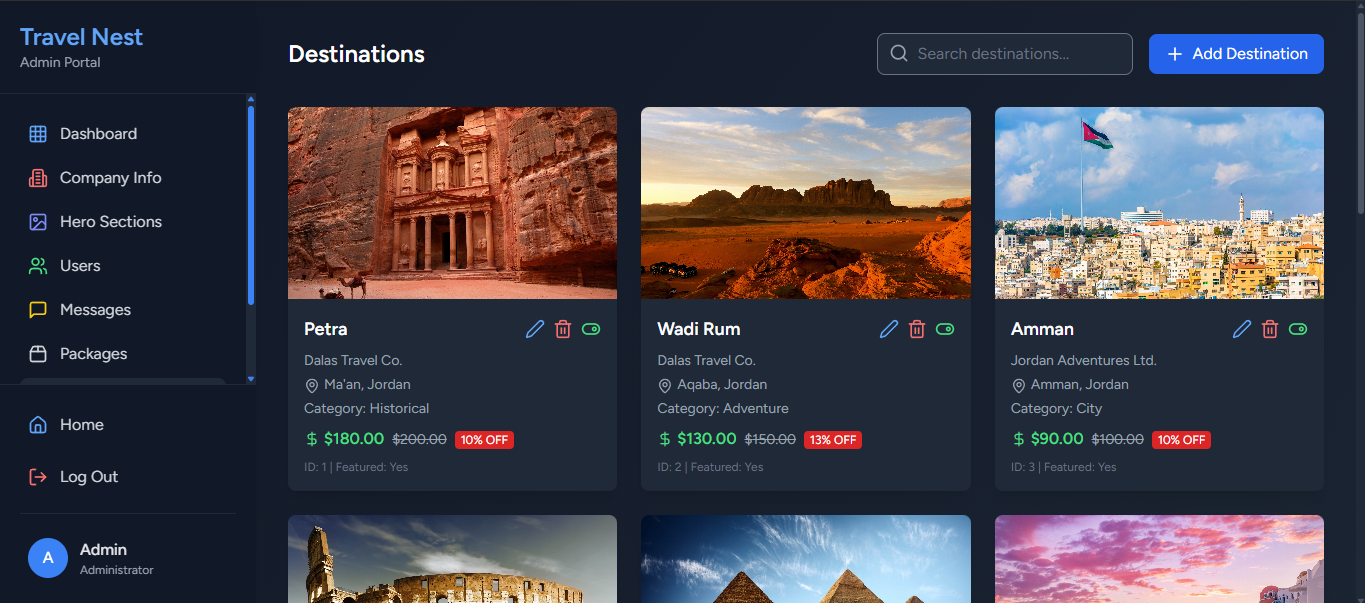 Travel Nest
Admin Portal
Dashboard
Company Info
Hero Sections
Users
Messages
Packages
Home
Log Out
A
Admin
Administrator
Destinations
Search destinations...
Add Destination
Petra
Dalas Travel Co.
Ma'an, Jordan
Category: Historical
$ $180.00 $200.00 10% OFF
ID: 1 | Featured: Yes
Wadi Rum
Dalas Travel Co.
Aqaba, Jordan
Category: Adventure
$ $130.00 $150.00 13% OFF
ID: 2 | Featured: Yes
Amman
Jordan Adventures Ltd.
Amman, Jordan
Category: City
$ $90.00 $100.00 10% OFF
ID: 3 | Featured: Yes